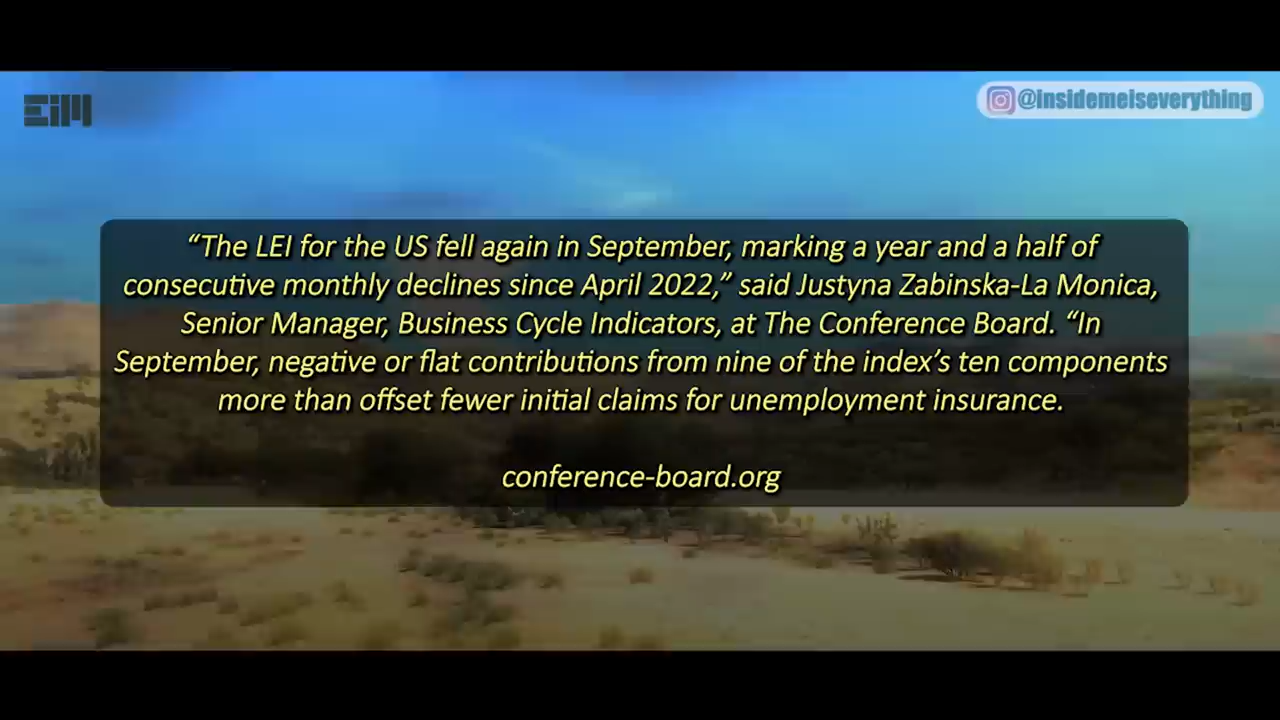 EiM
@insidemeiseverything
“The LEI for the US fell again in September, marking a year and a half of
consecutive monthly declines since April 2022,” said Justyna Zabinska-La Monica,
Senior Manager, Business Cycle Indicators, at The Conference Board. “In
September, negative or flat contributions from nine of the index’s ten components
more than offset fewer initial claims for unemployment insurance.
conference-board.org